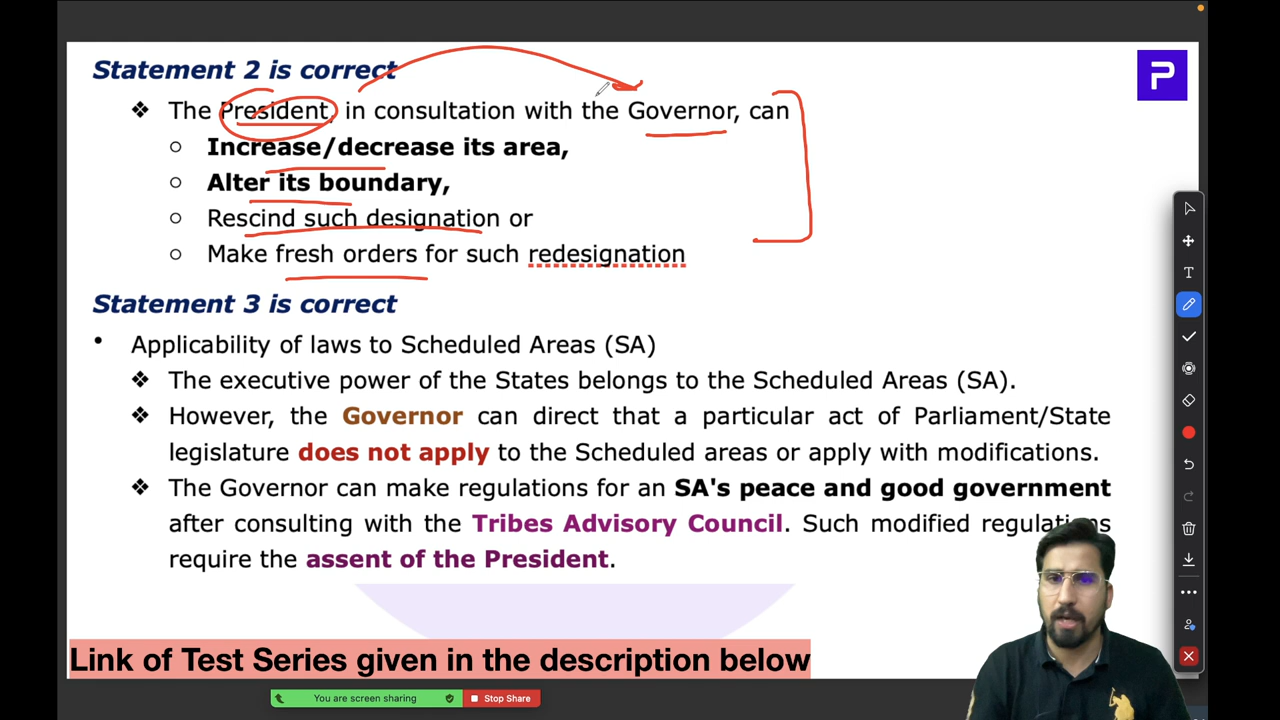 Statement 2 is correct
❖ The President, in consultation with the Governor, can
○ Increase/decrease its area,
○ Alter its boundary,
○ Rescind such designation or
○ Make fresh orders for such redesignation
Statement 3 is correct
• Applicability of laws to Scheduled Areas (SA)
❖ The executive power of the States belongs to the Scheduled Areas (SA).
❖ However, the Governor can direct that a particular act of Parliament/State
legislature does not apply to the Scheduled areas or apply with modifications.
❖ The Governor can make regulations for an SA's peace and good government
after consulting with the Tribes Advisory Council. Such modified regulations
require the assent of the President.
Link of Test Series given in the description below
You are screen sharing
Stop Share
P
T